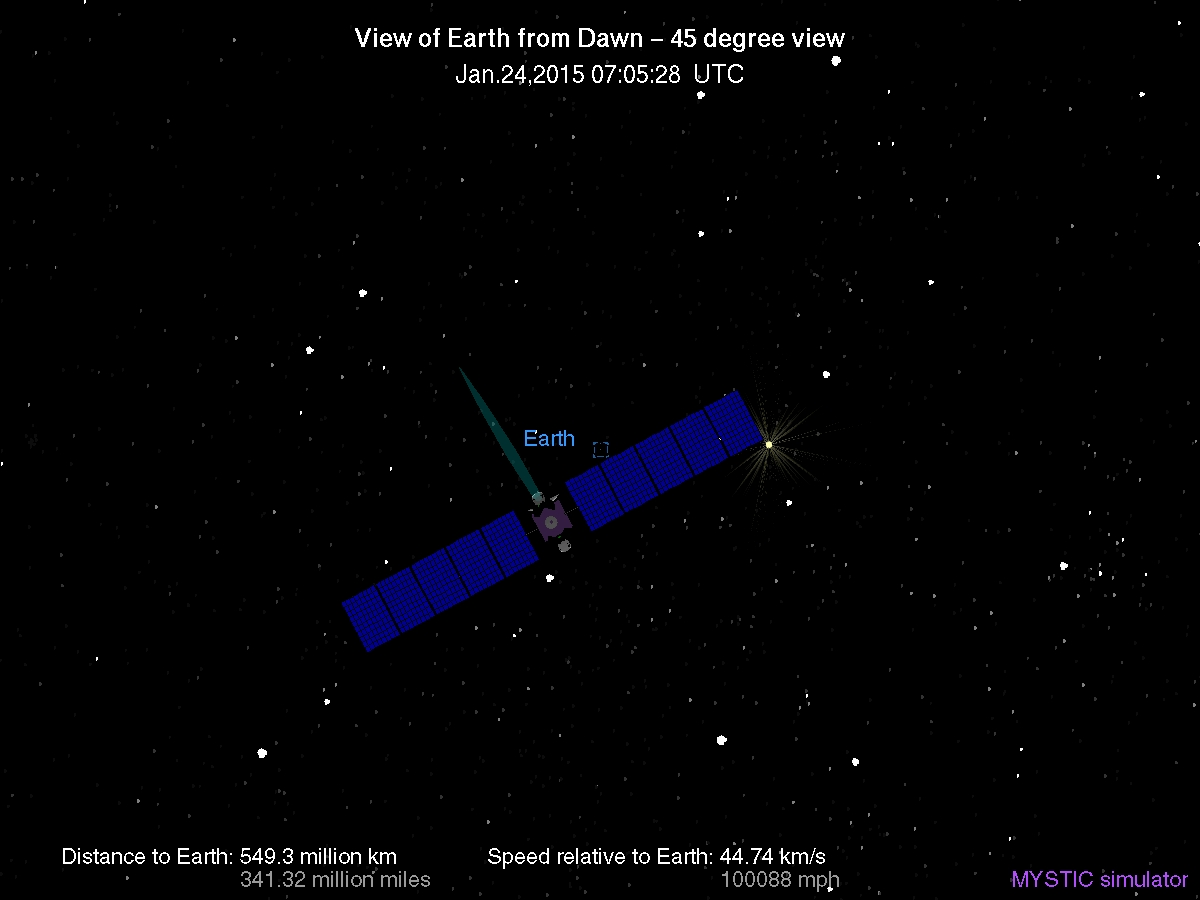 View of Earth from Dawn – 45 degree view
Jan.24,2015 07:05:28 UTC
Earth
Distance to Earth: 549.3 million km
341.32 million miles
Speed relative to Earth: 44.74 km/s
100088 mph
MYSTIC simulator